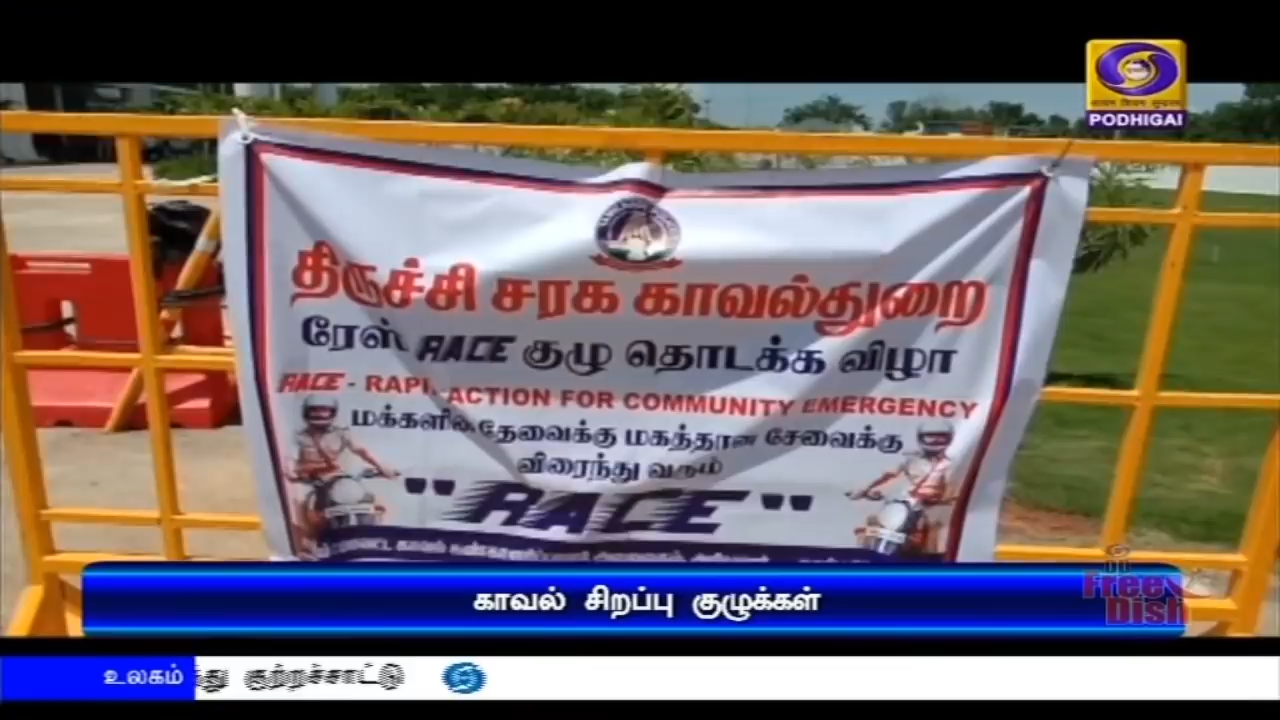 PODHIGAI
திருச்சி சரக காவல்துறை
ரேஸ் RACE குழு தொடக்க விழா
RACE - RAPI. ACTION FOR COMMUNITY EMERGENCY
மக்களின் தேவைக்கு மகத்தான சேவைக்கு
விரைந்து வரும்
"RACE"
காவல்
காவல் சிறப்பு குழுக்கள்
Free Dish
உலகம் குற்றச்சாட்டு